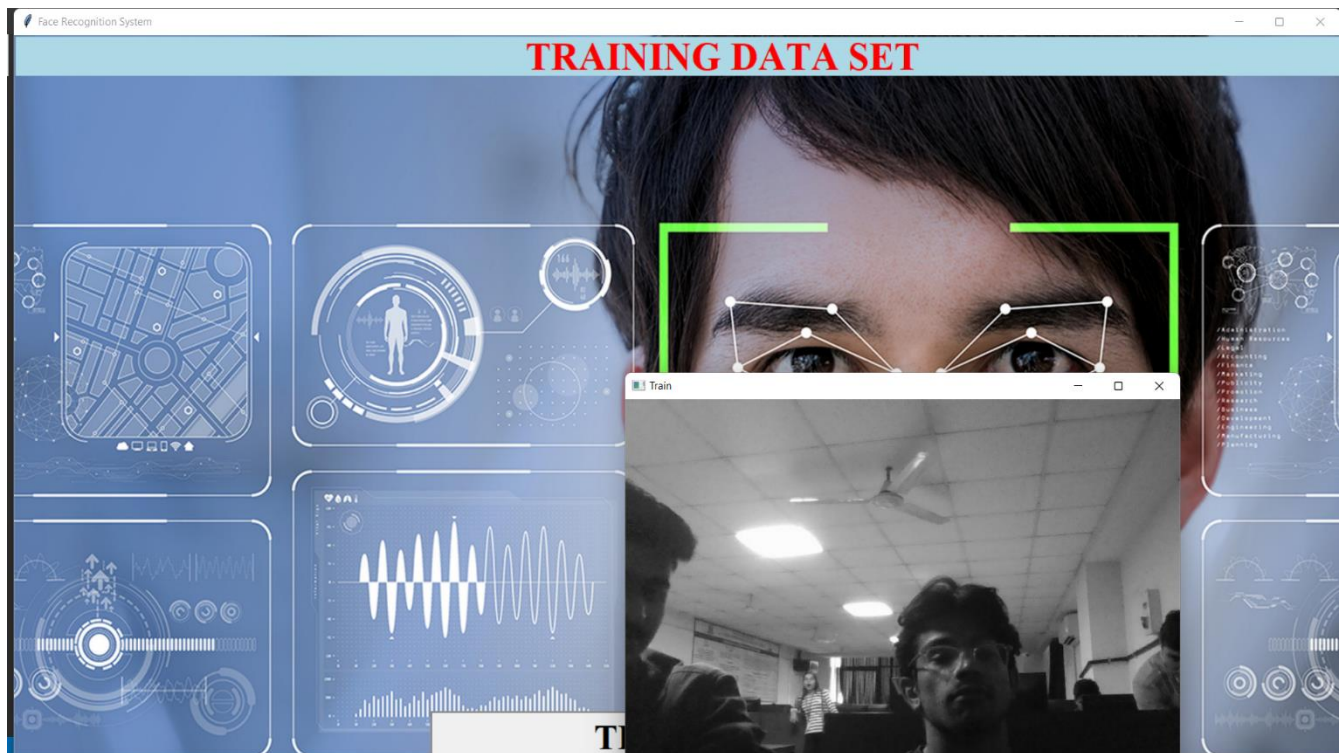 Face Recognition System
TRAINING DATA SET
166
/Administration
/Human Resources
/Legal
/Accounting
/Finance
/Marketing
/Publicity
/Promotion
/Research
/Business
/Development
/Engineering
/Manufacturing
/Planning
Train